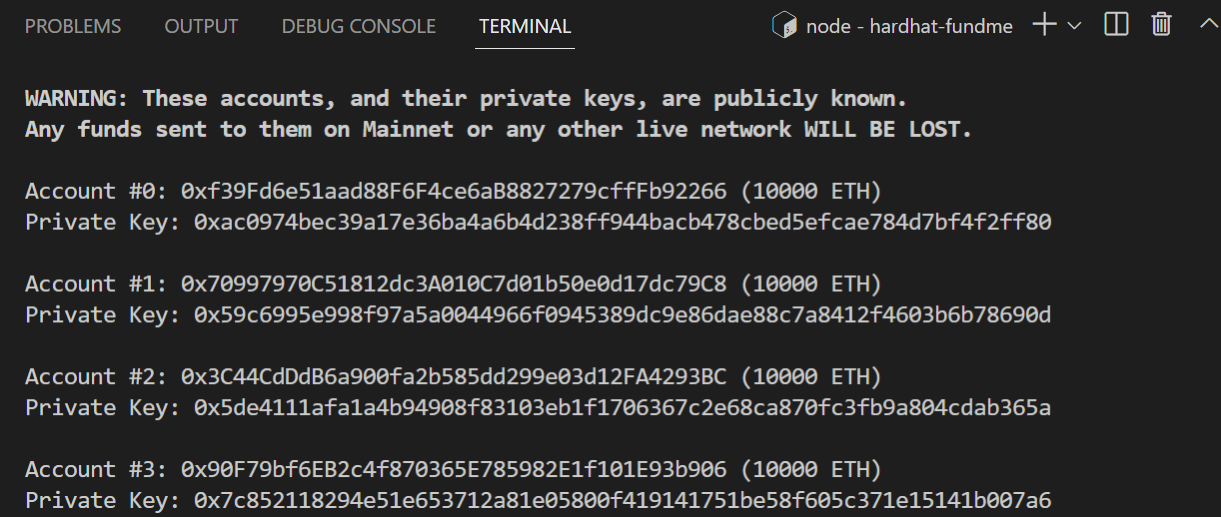 PROBLEMS OUTPUT DEBUG CONSOLE TERMINAL node - hardhat-fundme
WARNING: These accounts, and their private keys, are publicly known.
Any funds sent to them on Mainnet or any other live network WILL BE LOST.
Account #0: 0xf39Fd6e51aad88F6F4ce6aB8827279cffFb92266 (10000 ETH)
Private Key: 0xac0974bec39a17e36ba4a6b4d238ff944bacb478cbed5efcae784d7bf4f2ff80
Account #1: 0x70997970C51812dc3A010C7d01b50e0d17dc79C8 (10000 ETH)
Private Key: 0x59c6995e998f97a5a0044966f0945389dc9e86dae88c7a8412f4603b6b78690d
Account #2: 0x3C44CdDdB6a900fa2b585dd299e03d12FA4293BC (10000 ETH)
Private Key: 0x5de4111afa1a4b94908f83103eb1f1706367c2e68ca870fc3fb9a804cdab365a
Account #3: 0x90F79bf6EB2c4f870365E785982E1f101E93b906 (10000 ETH)
Private Key: 0x7c852118294e51e653712a81e05800f419141751be58f605c371e15141b007a6